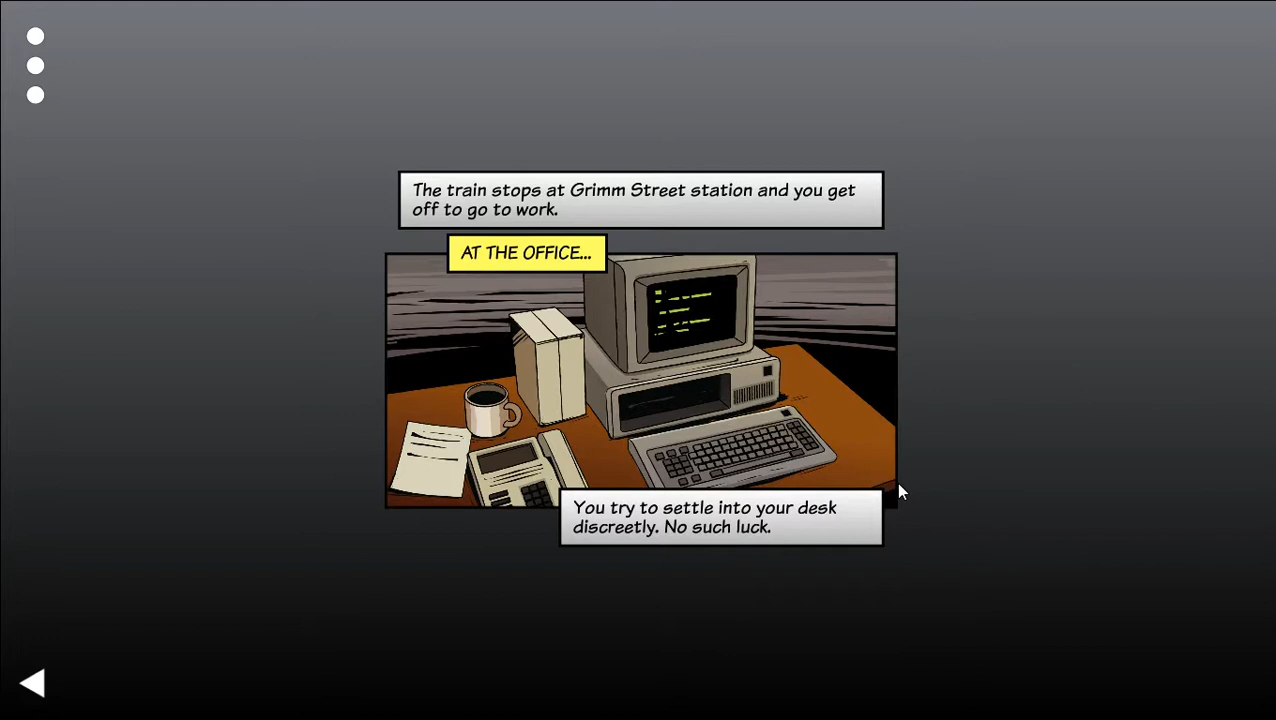 The train stops at Grimm Street station and you get
off to go to work.
AT THE OFFICE...
You try to settle into your desk
discreetly. No such luck.